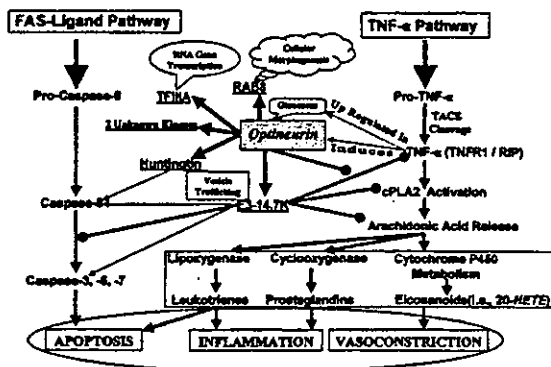 FAS-Ligand Pathway
TNF-α Pathway
Cellular
Morphogenesis
RNA Gene
Transcription
RAB8
TFIIIA
Glaucoma
Pro-Caspase-8
Pro-TNF-α
TACE
Cleavage
Up Regulated In
2 Unknown Kinases
Optineurin
Induces
TNF-α (TNFR1 / RIP)
Huntingtin
Vesicle
Trafficking
cPLA2 Activation
Caspase-8
E3-14.7K
Arachidonic Acid Release
Lipoxygenase
Cyclooxygenase
Cytochrome P450
Metabolism
Caspase-3, -6, -7
Leukotrienes
Prostaglandins
Eicosanoids(i.e., 20-HETE)
APOPTOSIS
INFLAMMATION
VASOCONSTRICTION